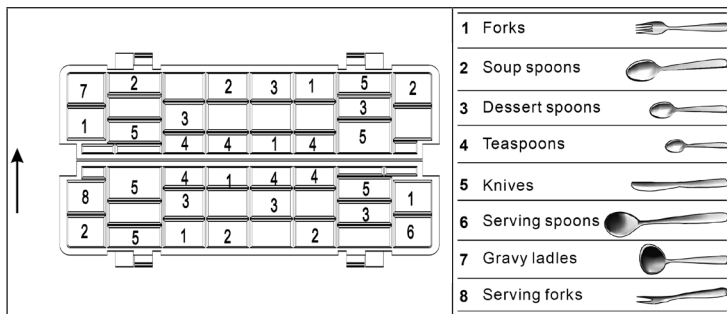 7 2 2 3 1 5 2
3
1 5 3 5
4 4 1 4
5 4 1 4 4 5
8 3 3 1
3
2 5 1 2 2 6
1 Forks
2 Soup spoons
3 Dessert spoons
4 Teaspoons
5 Knives
6 Serving spoons
7 Gravy ladles
8 Serving forks